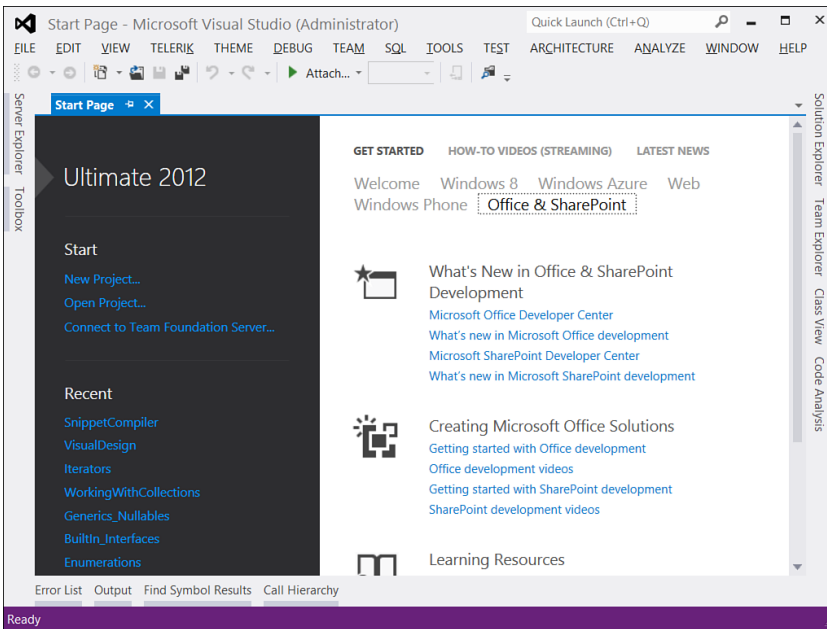 Start Page - Microsoft Visual Studio (Administrator)
Quick Launch (Ctrl+Q)
FILE EDIT VIEW TELERIK THEME DEBUG TEAM SQL TOOLS TEST ARCHITECTURE ANALYZE WINDOW HELP
Attach...
Server Explorer
Toolbox
Start Page
Ultimate 2012
Start
New Project...
Open Project...
Connect to Team Foundation Server...
Recent
SnippetCompiler
VisualDesign
Iterators
WorkingWithCollections
Generics_Nullables
BuiltIn_Interfaces
Enumerations
GET STARTED HOW-TO VIDEOS (STREAMING) LATEST NEWS
Welcome Windows 8 Windows Azure Web
Windows Phone Office & SharePoint
What's New in Office & SharePoint
Development
Microsoft Office Developer Center
What's new in Microsoft Office development
Microsoft SharePoint Developer Center
What's new in Microsoft SharePoint development
Creating Microsoft Office Solutions
Getting started with Office development
Office development videos
Getting started with SharePoint development
SharePoint development videos
Learning Resources
Solution Explorer
Team Explorer
Class View
Code Analysis
Error List Output Find Symbol Results Call Hierarchy
Ready